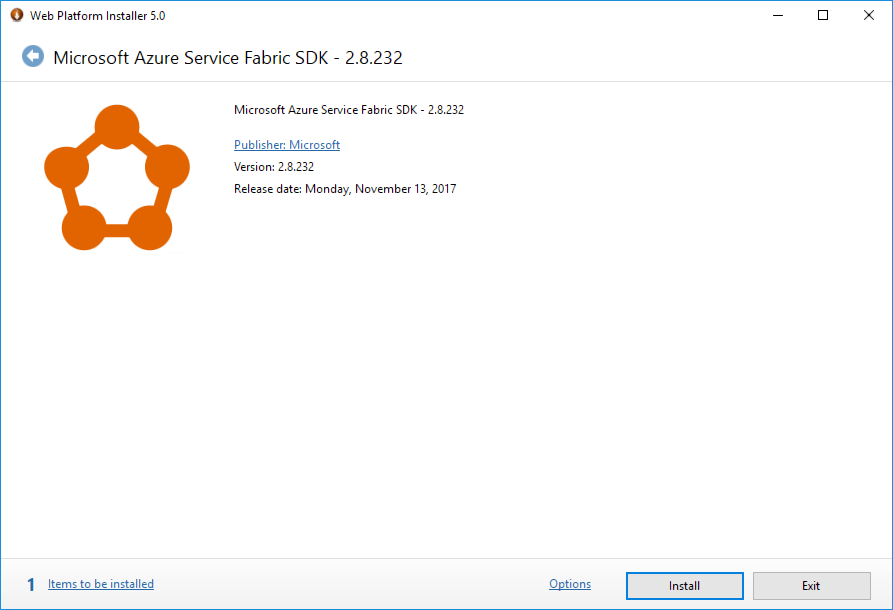 Web Platform Installer 5.0
Microsoft Azure Service Fabric SDK - 2.8.232
Microsoft Azure Service Fabric SDK - 2.8.232
Publisher: Microsoft
Version: 2.8.232
Release date: Monday, November 13, 2017
1 Items to be installed
Options
Install
Exit